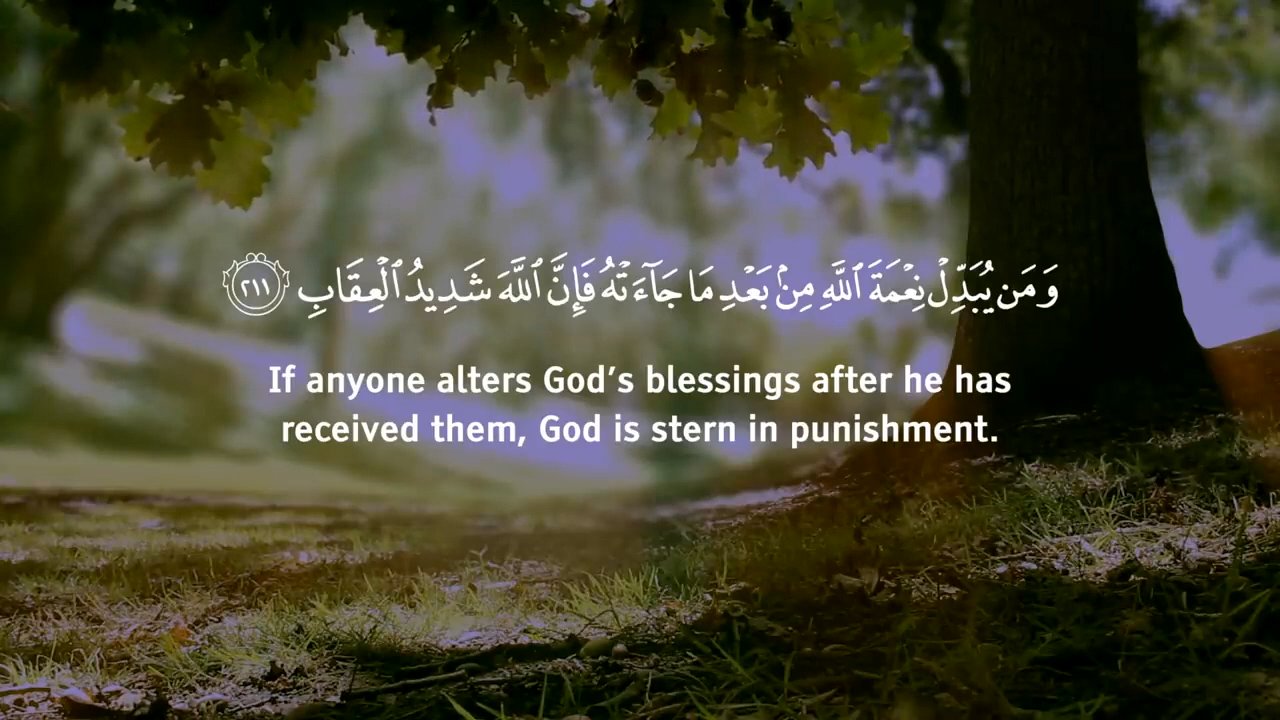 وَمَن يُبَدِّلْ نِعْمَةَ ٱللَّهِ مِنۢ بَعْدِ مَا جَآءَتْهُ فَإِنَّ ٱللَّهَ شَدِيدُ ٱلْعِقَابِ ٢١١
If anyone alters God’s blessings after he has
received them, God is stern in punishment.